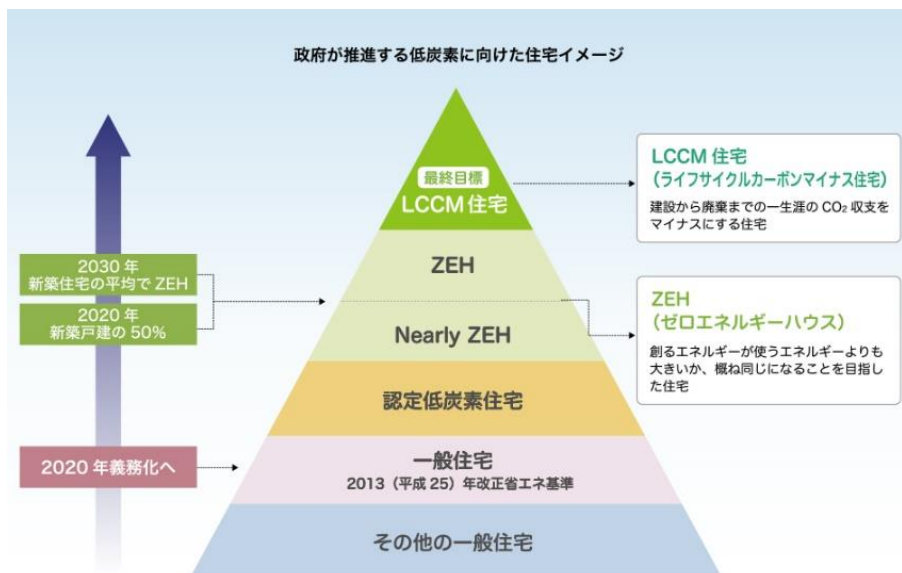 政府が推進する低炭素に向けた住宅イメージ
最終目標
LCCM 住宅
LCCM 住宅
(ライフサイクルカーボンマイナス住宅)
建設から廃棄までの一生涯の CO₂ 収支を
マイナスにする住宅
2030 年
新築住宅の平均で ZEH
2020 年
新築戸建の 50%
ZEH
Nearly ZEH
ZEH
(ゼロエネルギーハウス)
創るエネルギーが使うエネルギーよりも
大きいか、概ね同じになることを目指し
た住宅
認定低炭素住宅
2020 年義務化へ
一般住宅
2013(平成 25)年改正省エネ基準
その他の一般住宅